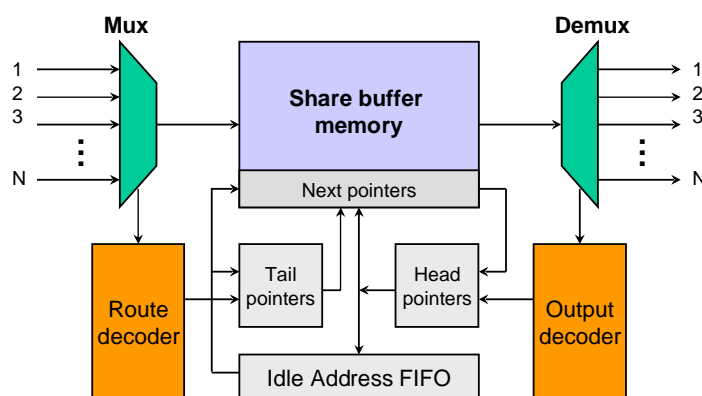 Mux
Demux
1
2
3
N
Share buffer
memory
Next pointers
1
2
3
N
Route
decoder
Tail
pointers
Head
pointers
Output
decoder
Idle Address FIFO